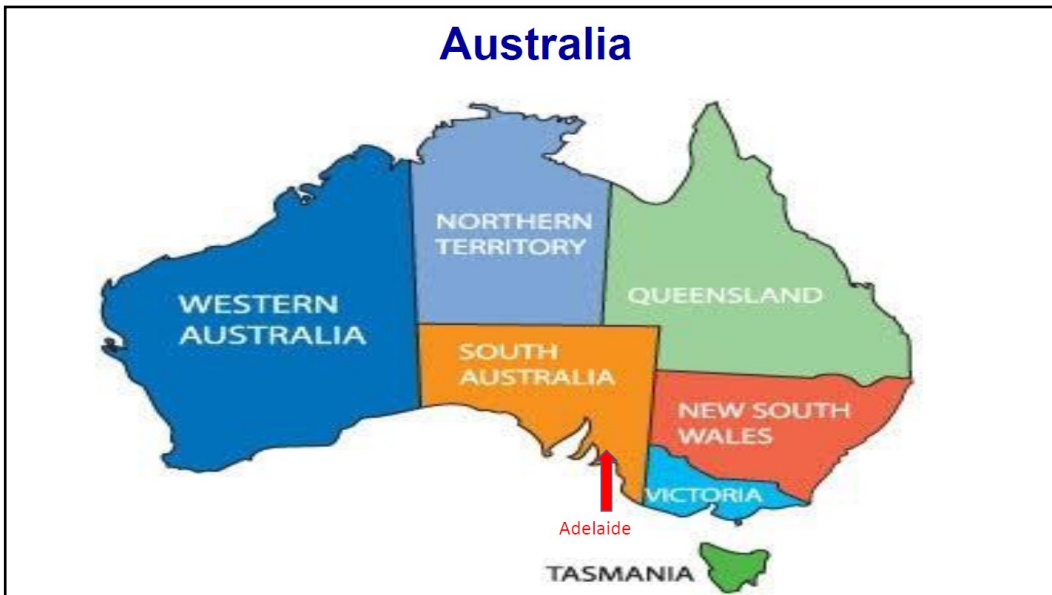 Australia
NORTHERN
TERRITORY
WESTERN
AUSTRALIA
QUEENSLAND
SOUTH
AUSTRALIA
NEW SOUTH
WALES
VICTORIA
Adelaide
TASMANIA